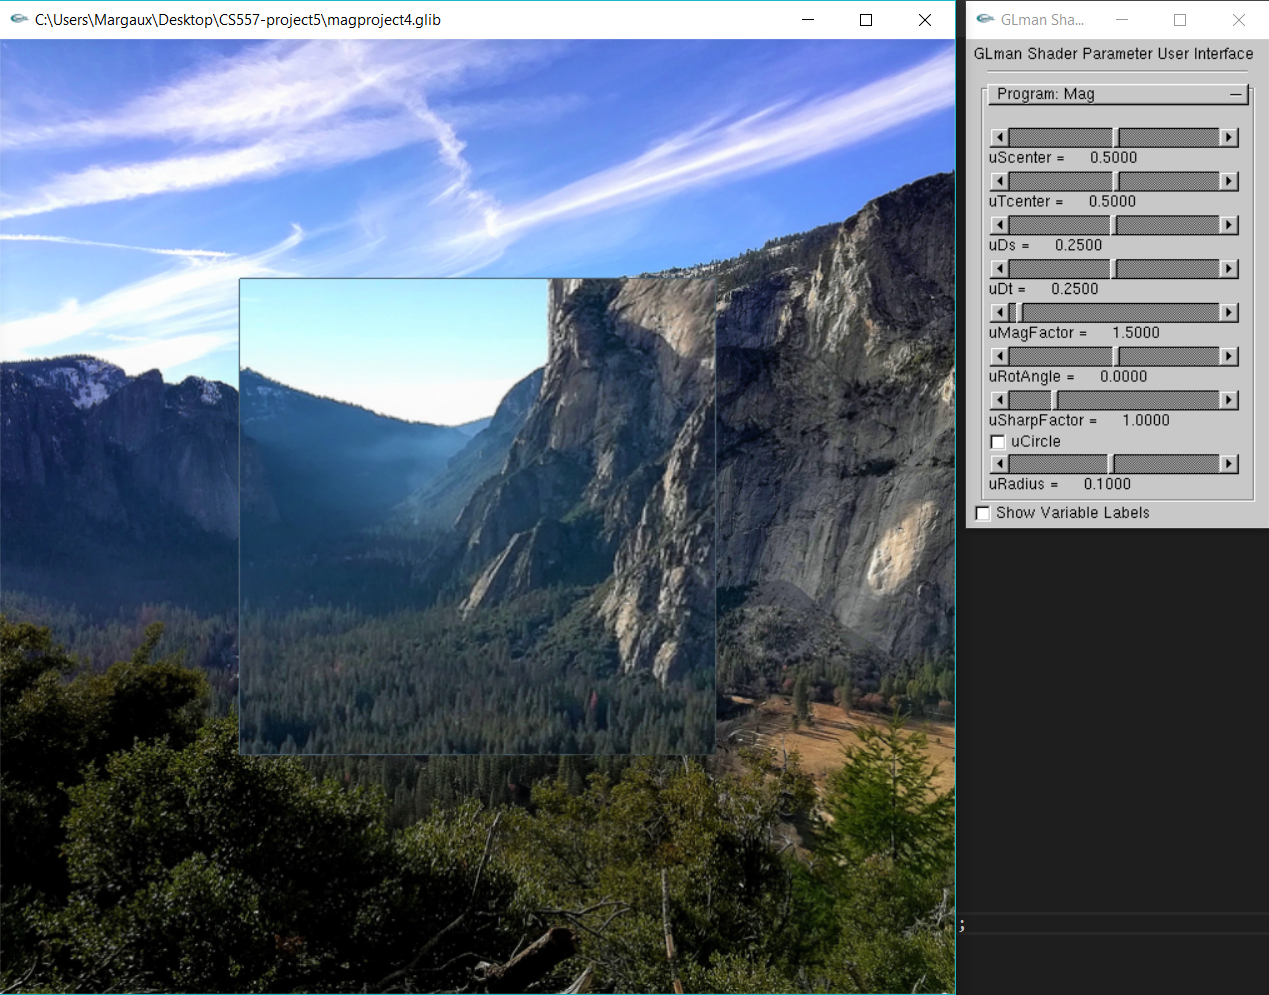 C:\Users\Margaux\Desktop\CS557-project5\magproject4.glib
GLman Sha...
GLman Shader Parameter User Interface
Program: Mag
uScenter = 0.5000
uTcenter = 0.5000
uDs = 0.2500
uDt = 0.2500
uMagFactor = 1.5000
uRotAngle = 0.0000
uSharpFactor = 1.0000
uCircle
uRadius = 0.1000
Show Variable Labels
;